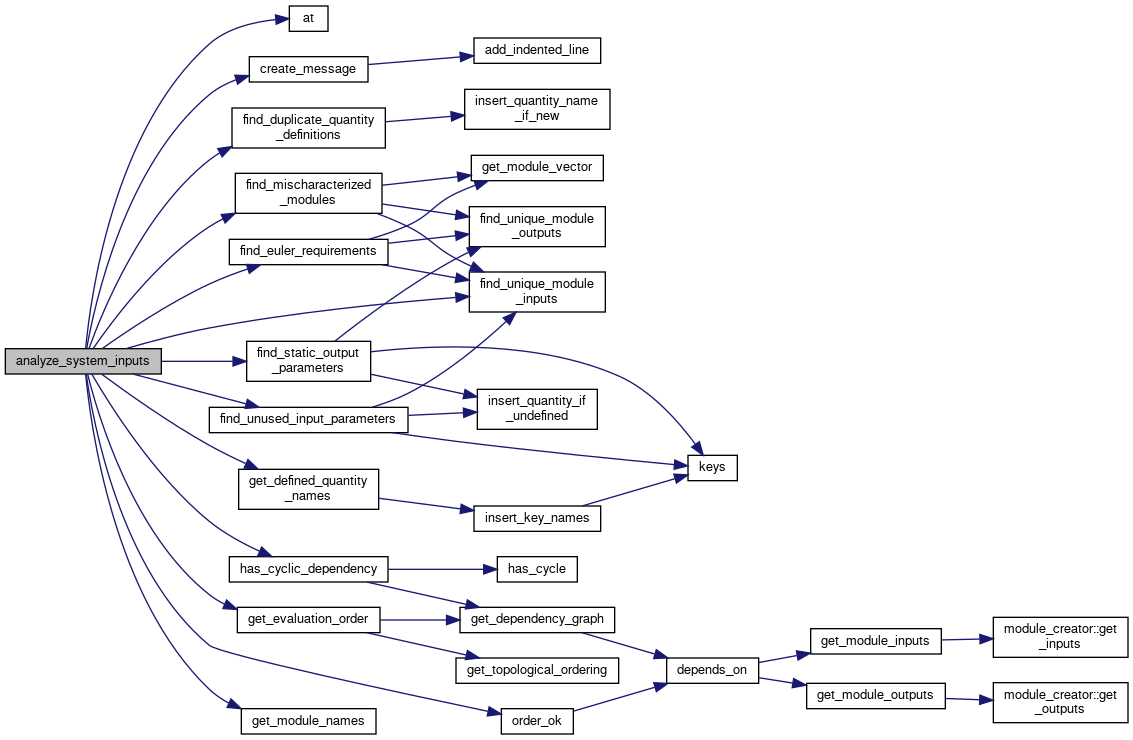 at
add_indented_line
create_message
insert_quantity_name
_if_new
find_duplicate_quantity
_definitions
get_module_vector
find_mischaracterized
_modules
find_unique_module
_outputs
find_euler_requirements
find_unique_module
_inputs
analyze_system_inputs
find_static_output
_parameters
insert_quantity_if
_undefined
find_unused_input_parameters
keys
get_defined_quantity
_names
insert_key_names
has_cyclic_dependency
has_cycle
get_evaluation_order
get_dependency_graph
get_module_inputs
module_creator::get
_inputs
get_topological_ordering
depends_on
get_module_outputs
module_creator::get
_outputs
get_module_names
order_ok